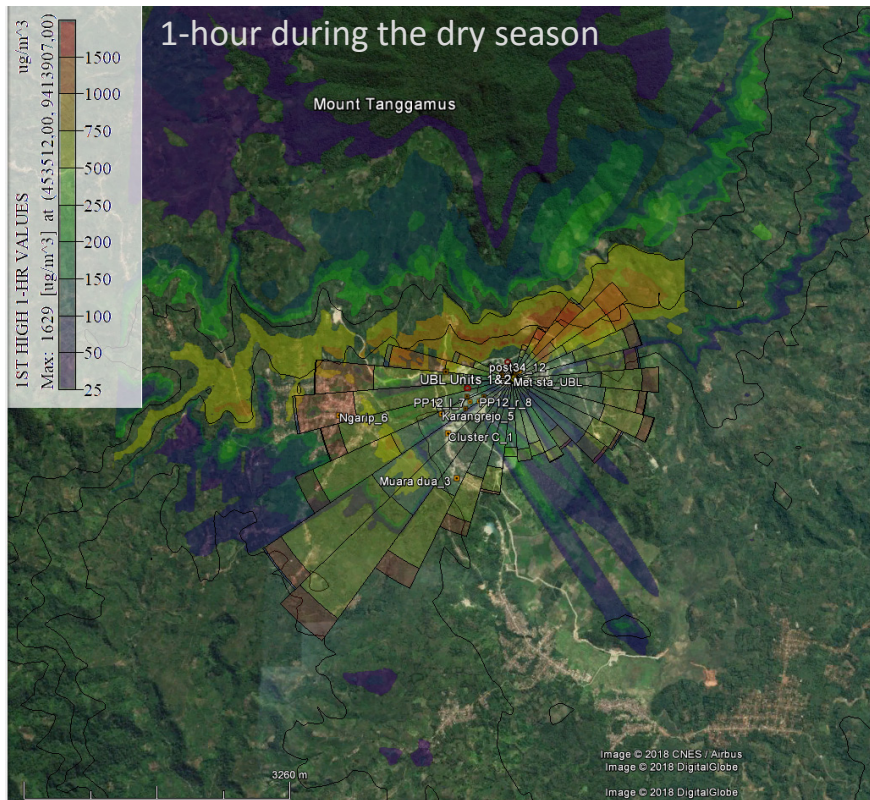 1-hour during the dry season
ug/m^3
1ST HIGH 1-HR VALUES
Max: 1629 [ug/m^3] at (453512.00, 9413907.00)
1500
1000
750
500
250
200
150
100
50
25
Mount Tanggamus
post34_12
UBL Units 1&2
Met sta_UBL
PP12_l_7
PP12_r_8
Ngarip_6
Karangrejo_5
Cluster C_1
Muara dua_3
3260 m
Image © 2018 CNES / Airbus
Image © 2018 DigitalGlobe
Image © 2018 DigitalGlobe